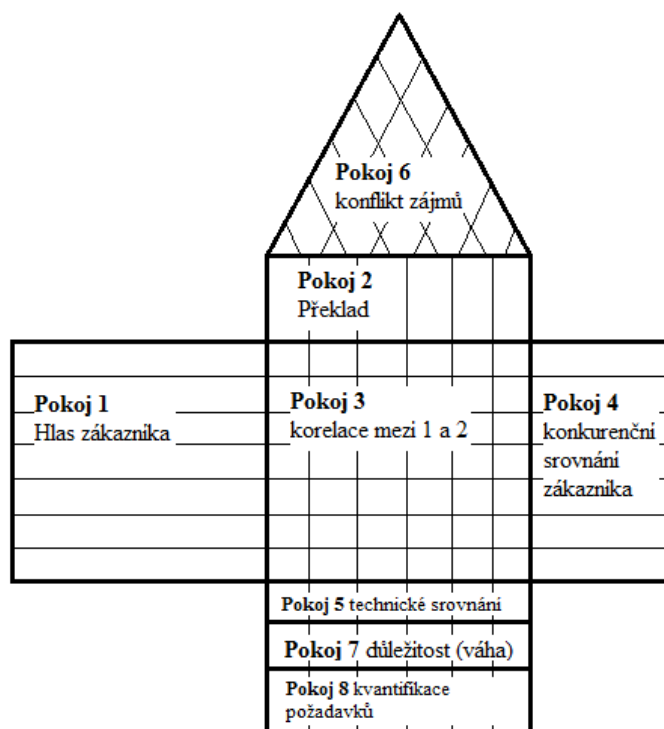 Pokoj 6
konflikt zájmů
Pokoj 2
Překlad
Pokoj 1
Hlas zákaznika
Pokoj 3
korelace mezi 1 a 2
Pokoj 4
konkurenční
srovnání
zákazníka
Pokoj 5 technické srovnání
Pokoj 7 důležitost (váha)
Pokoj 8 kvantifikace
požadavků